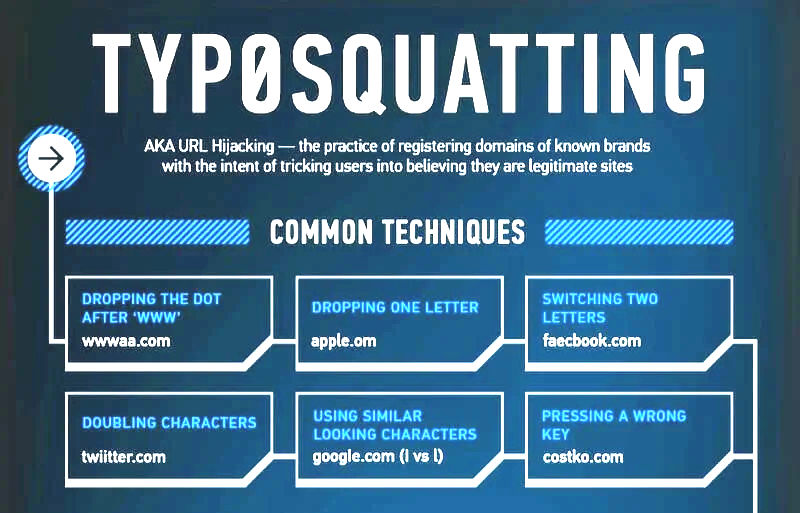 TYPØSQUATTING
AKA URL Hijacking — the practice of registering domains of known brands
with the intent of tricking users into believing they are legitimate sites
COMMON TECHNIQUES
DROPPING THE DOT
AFTER ‘WWW’
wwwaa.com
DROPPING ONE LETTER
apple.om
SWITCHING TWO
LETTERS
faecbook.com
DOUBLING CHARACTERS
twiitter.com
USING SIMILAR
LOOKING CHARACTERS
google.com (I vs l)
PRESSING A WRONG
KEY
costko.com